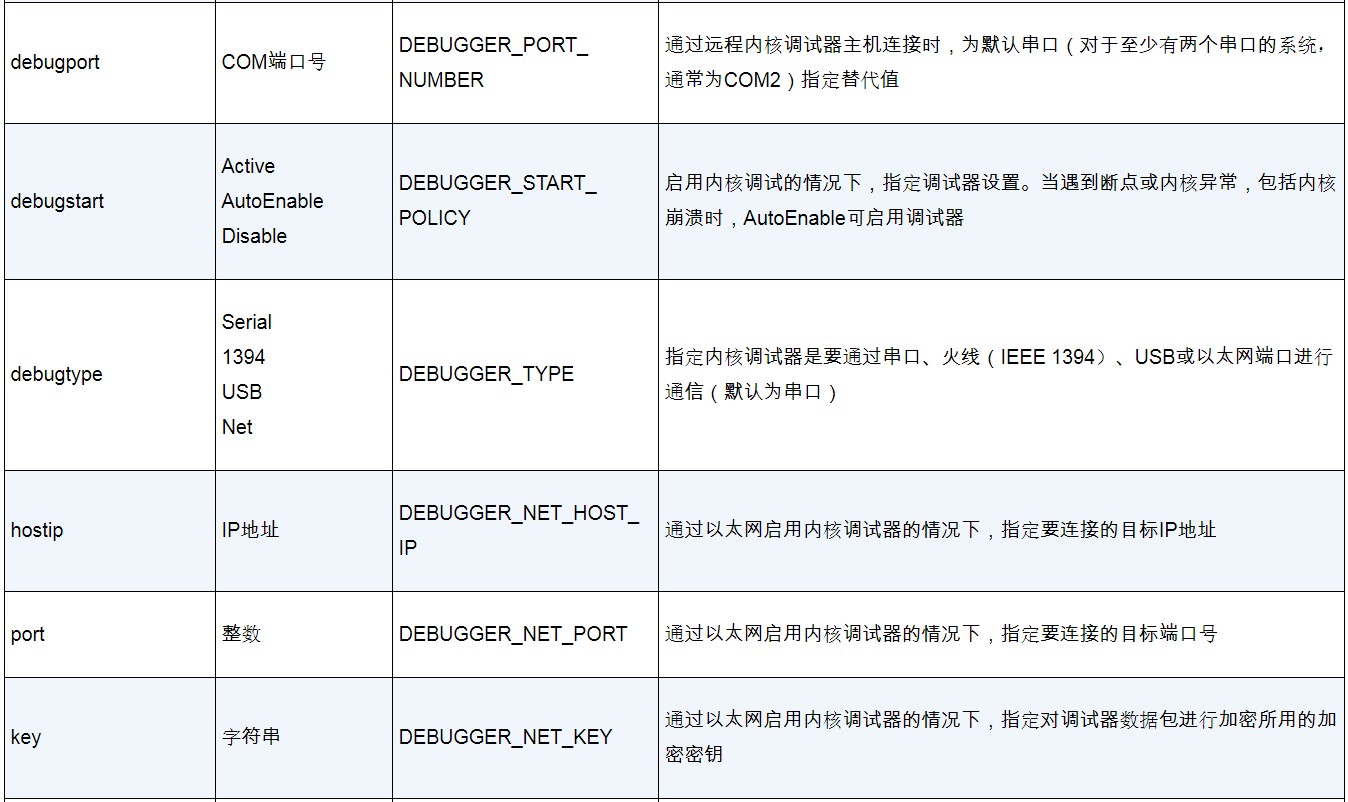 debugport
COM端口号
DEBUGGER_PORT_
NUMBER
通过远程内核调试器主机连接时，为默认串口（对于至少有两个串口的系统，
通常为COM2）指定替代值
debugstart
Active
AutoEnable
Disable
DEBUGGER_START_
POLICY
启用内核调试的情况下，指定调试器设置。当遇到断点或内核异常，包括内核
崩溃时，AutoEnable可启用调试器
debugtype
Serial
1394
USB
Net
DEBUGGER_TYPE
指定内核调试器是要通过串口、火线（IEEE 1394）、USB或以太网端口进行
通信（默认为串口）
hostip
IP地址
DEBUGGER_NET_HOST_
IP
通过以太网启用内核调试器的情况下，指定要连接的目标IP地址
port
整数
DEBUGGER_NET_PORT
通过以太网启用内核调试器的情况下，指定要连接的目标端口号
key
字符串
DEBUGGER_NET_KEY
通过以太网启用内核调试器的情况下，指定对调试器数据包进行加密所用的加
密密钥